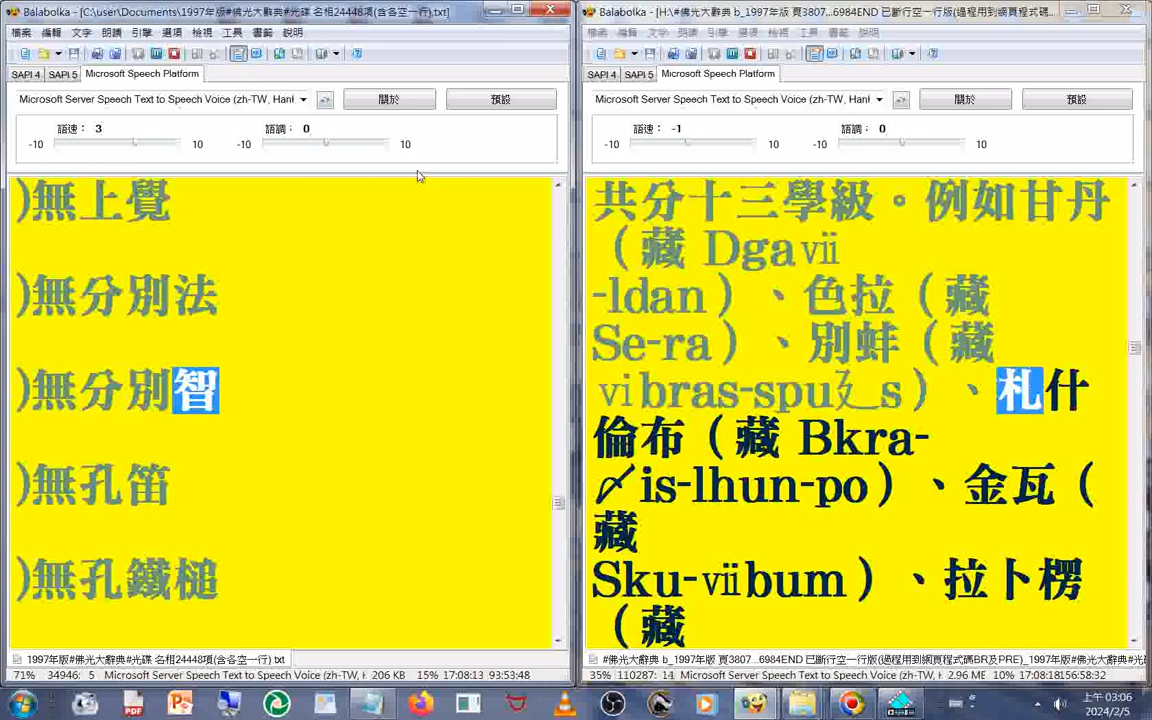 Balabolka - [C:\user\Documents\1997年版#佛光大辭典#光碟 名相24448項(含各空一行).txt]
檔案 編輯 文字 朗讀 引擎 選項 檢視 工具 書籤 說明
SAPI 4 SAPI 5 Microsoft Speech Platform
Microsoft Server Speech Text to Speech Voice (zh-TW, Hanl
關於
預設
語速： 3
語調： 0
-10 10 -10 10
)無上覺
)無分別法
)無分別智
)無孔笛
)無孔鐵槌
1997年版#佛光大辭典#光碟 名相24448項(含各空一行).txt
71% 34946: 5 Microsoft Server Speech Text to Speech Voice (zh-TW, H 206 KB 15% 17:08:13 93:53:48
Balabolka - [H:\#佛光大辭典 b_1997年版 頁3807...6984END 已斷行空一行版(過程用到網頁程式碼
檔案 編輯 文字 朗讀 引擎 選項 檢視 工具 書籤 說明
SAPI 4 SAPI 5 Microsoft Speech Platform
Microsoft Server Speech Text to Speech Voice (zh-TW, Hanl
關於
預設
語速： -1
語調： 0
-10 10 -10 10
共分十三學級。例如甘丹
（藏 Dgaⅶ
-ldan）、色拉（藏
Se-ra）、別蚌（藏
ⅵbras-spu廴_s）、札什
倫布（藏 Bkra-
〆is-lhun-po）、金瓦（
藏
Sku-ⅶbum）、拉卜楞
（藏
#佛光大辭典 b_1997年版 頁3807...6984END 已斷行空一行版(過程用到網頁程式碼BR及PRE)_1997年版#佛光大辭典#光
35% 110287: 14 Microsoft Server Speech Text to Speech Voice (zh-TW, H 2.96 ME 10% 17:08:18156:58:32
上午 03:06
2024/2/5